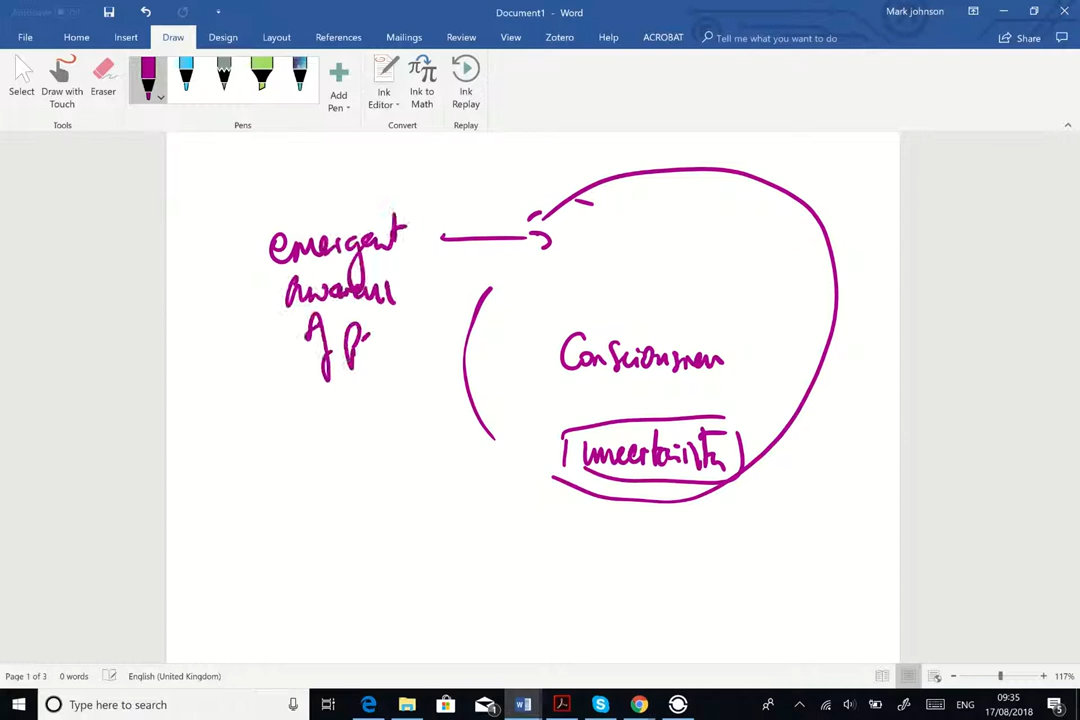 Document1 - Word
Mark johnson
File Home Insert Draw Design Layout References Mailings Review View Zotero Help ACROBAT Tell me what you want to do Share
Select
Draw with Touch
Eraser
Add Pen
Ink Editor
Ink to Math
Ink Replay
Tools Pens Convert Replay
emergent
Consciousness
uncertainty
Page 1 of 3 0 words English (United Kingdom) 117%
Type here to search
ENG
09:35
17/08/2018
5